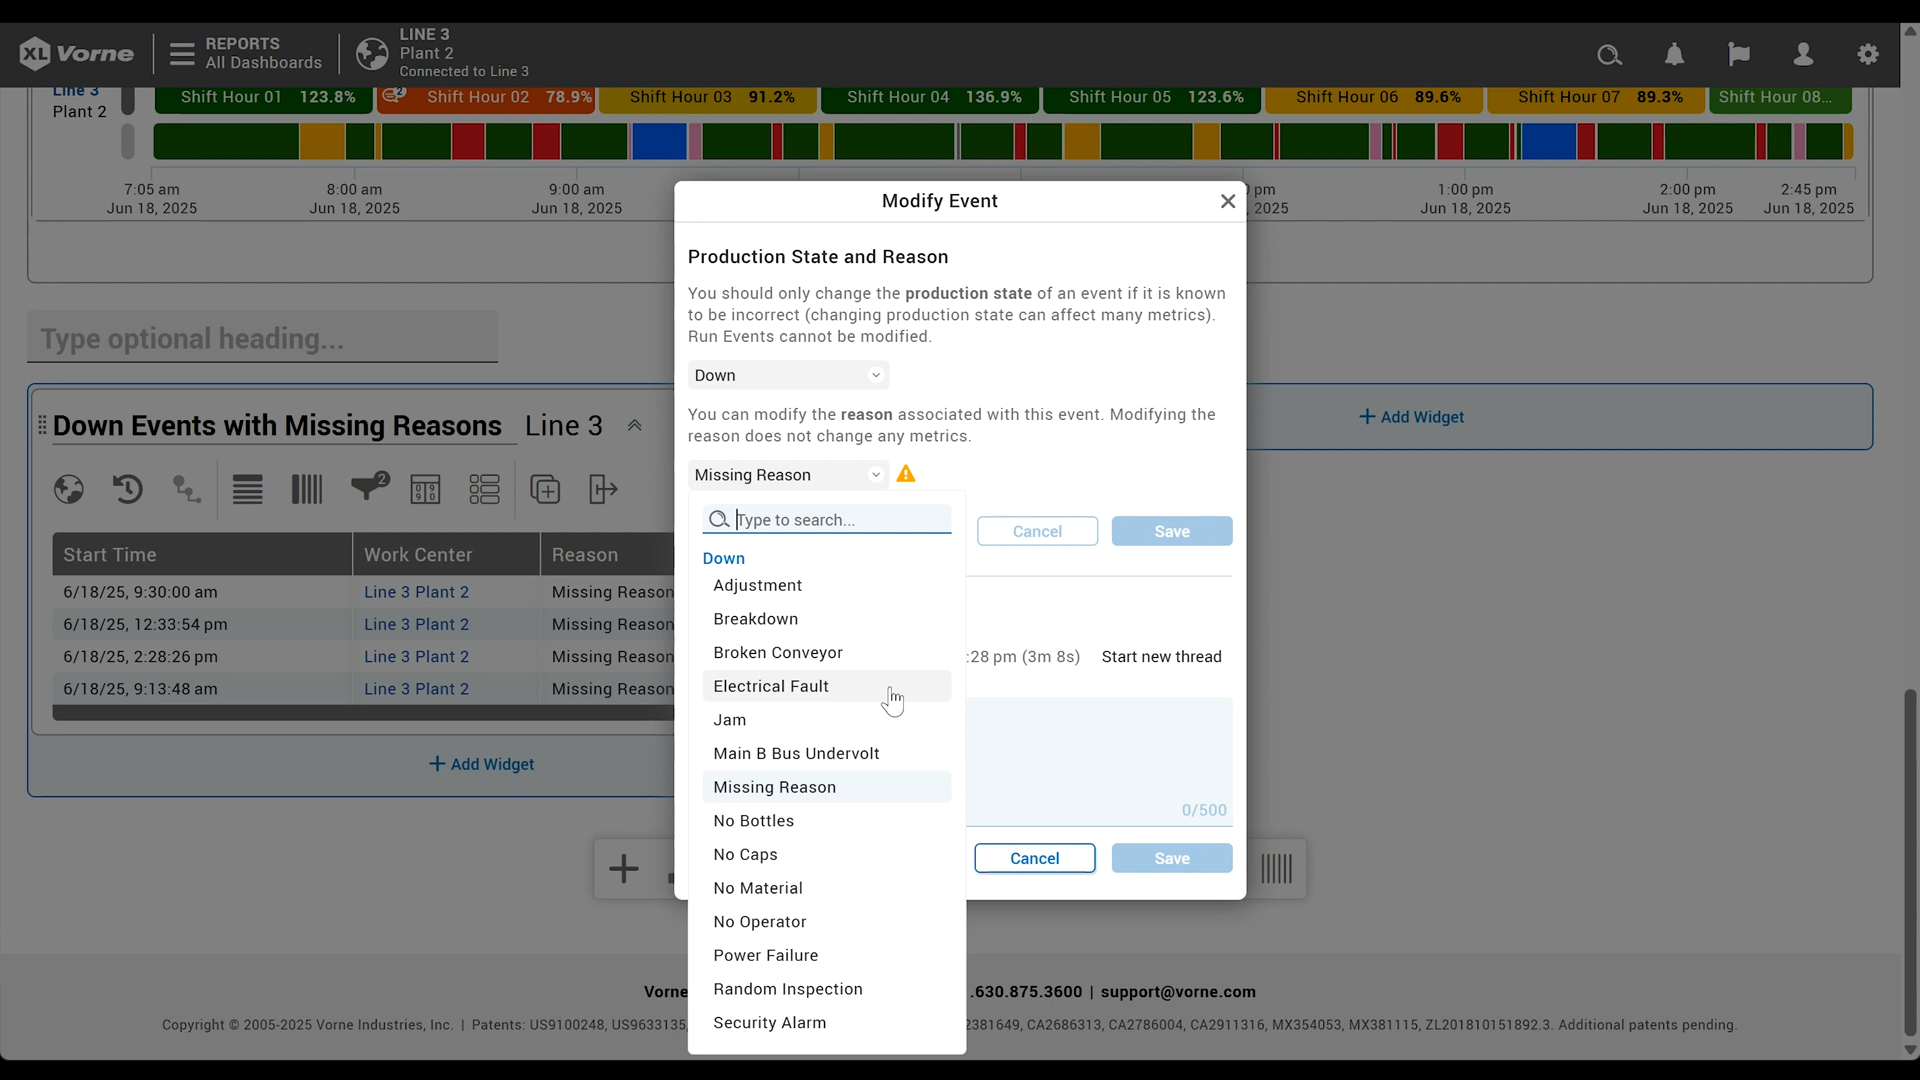 XL Vorne
REPORTS
All Dashboards
LINE 3
Plant 2
Connected to Line 3
Line 3
Plant 2
Shift Hour 01 123.8%
2
Shift Hour 02 78.9%
Shift Hour 03 91.2%
Shift Hour 04 136.9%
Shift Hour 05 123.6%
Shift Hour 06 89.6%
Shift Hour 07 89.3%
Shift Hour 08...
7:05 am
Jun 18, 2025
8:00 am
Jun 18, 2025
9:00 am
Jun 18, 2025
pm
2025
1:00 pm
Jun 18, 2025
2:00 pm
Jun 18, 2025
2:45 pm
Jun 18, 2025
Type optional heading...
Down Events with Missing Reasons Line 3
2
Start Time Work Center Reason
6/18/25, 9:30:00 am Line 3 Plant 2 Missing Reason
6/18/25, 12:33:54 pm Line 3 Plant 2 Missing Reason
6/18/25, 2:28:26 pm Line 3 Plant 2 Missing Reason
6/18/25, 9:13:48 am Line 3 Plant 2 Missing Reason
+ Add Widget
+ Add Widget
Modify Event
Production State and Reason
You should only change the production state of an event if it is known
to be incorrect (changing production state can affect many metrics).
Run Events cannot be modified.
Down
You can modify the reason associated with this event. Modifying the
reason does not change any metrics.
Missing Reason
Type to search...
Down
Adjustment
Breakdown
Broken Conveyor
Electrical Fault
Jam
Main B Bus Undervolt
Missing Reason
No Bottles
No Caps
No Material
No Operator
Power Failure
Random Inspection
Security Alarm
Cancel Save
:28 pm (3m 8s) Start new thread
0/500
Cancel Save
Vorne
.630.875.3600 | support@vorne.com
Copyright © 2005-2025 Vorne Industries, Inc. | Patents: US9100248, US9633135,
2381649, CA2686313, CA2786004, CA2911316, MX354053, MX381115, ZL201810151892.3. Additional patents pending.